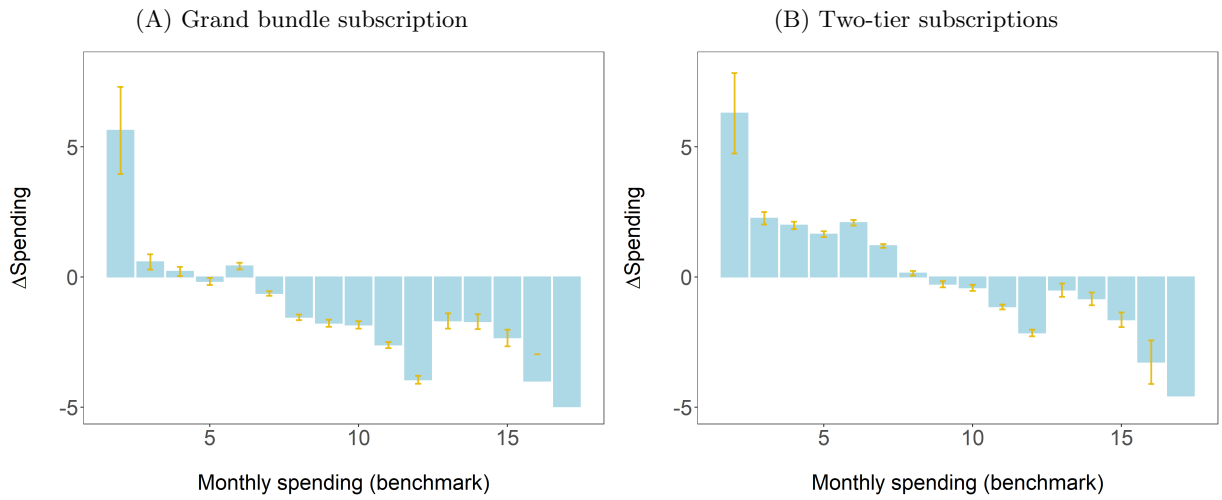 (A) Grand bundle subscription
5
0
-5
ΔSpending
5
10
15
Monthly spending (benchmark)
(B) Two-tier subscriptions
5
0
-5
ΔSpending
5
10
15
Monthly spending (benchmark)